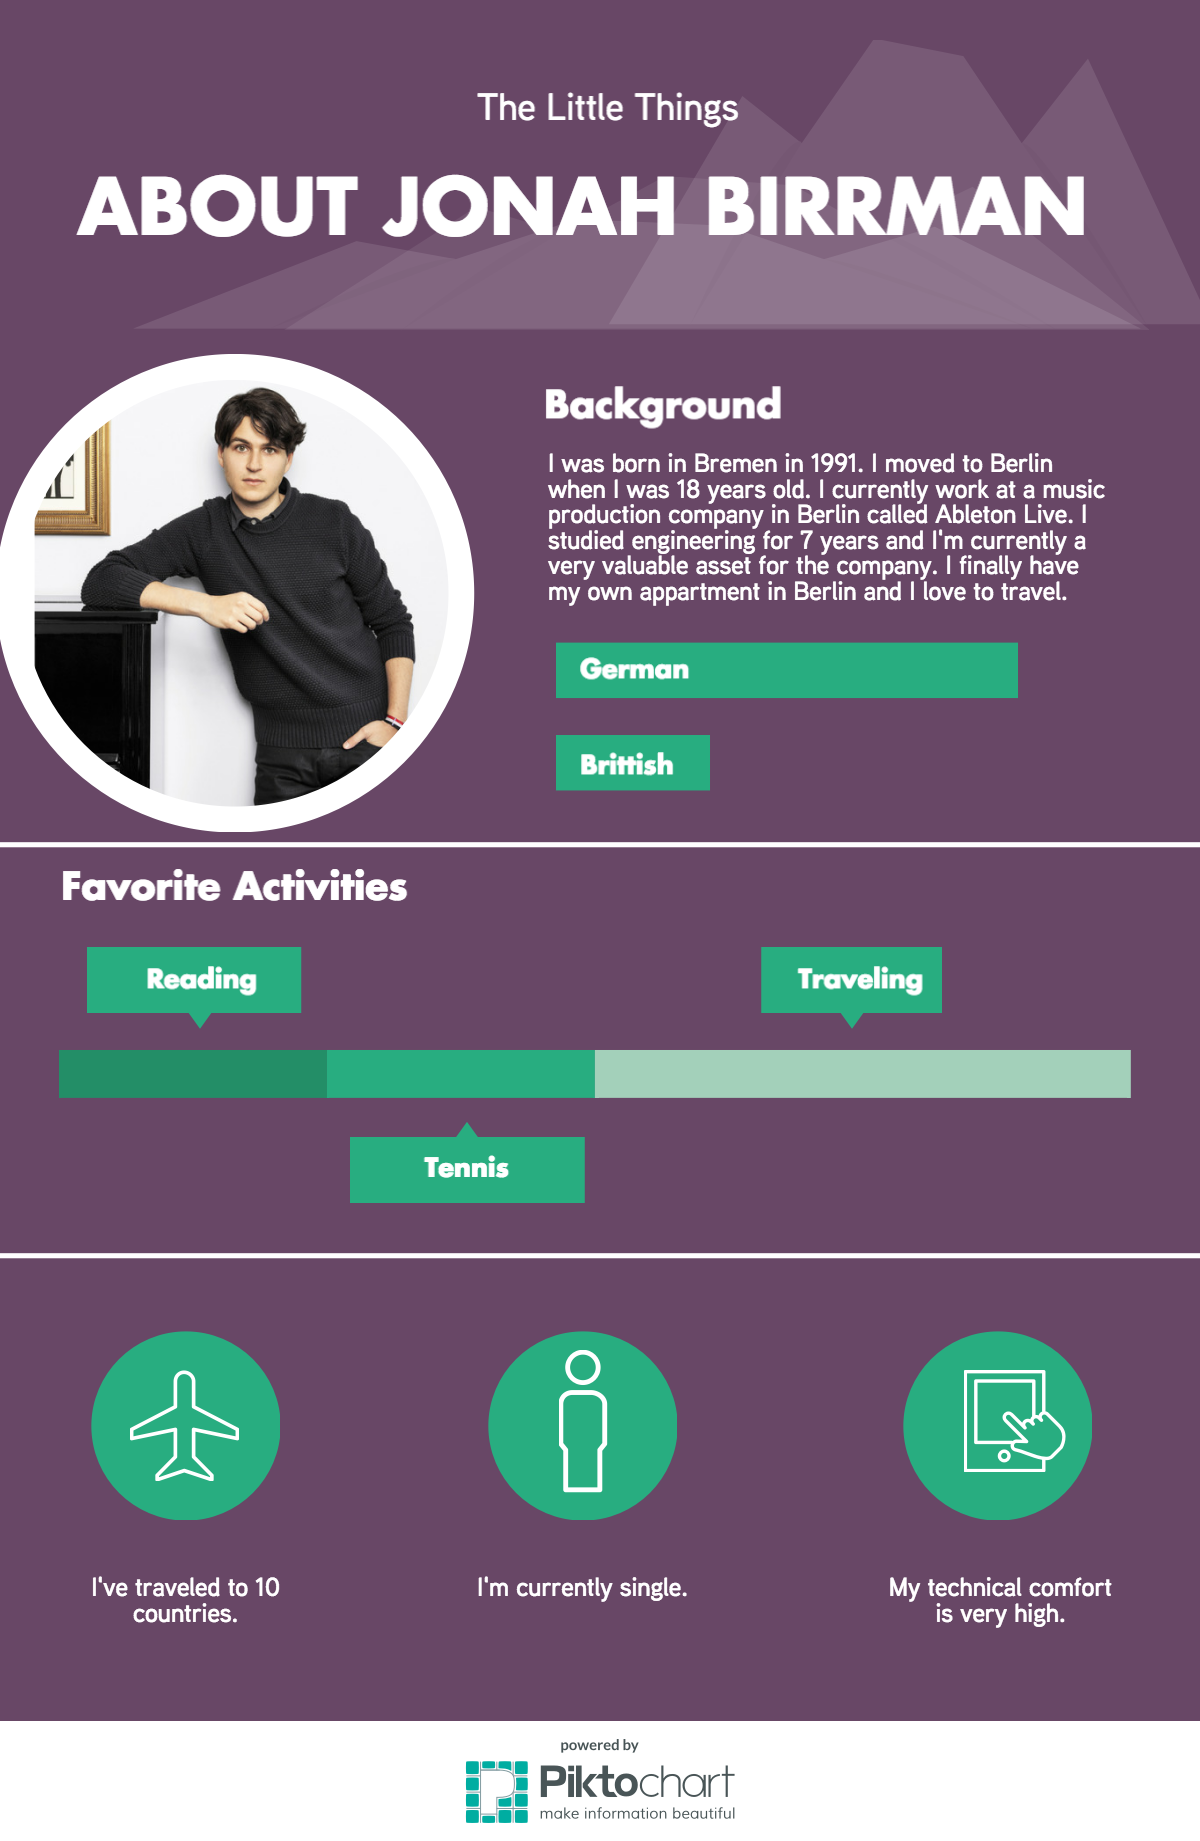 The Little Things
ABOUT JONAH BIRRMAN
Background
I was born in Bremen in 1991. I moved to Berlin
when I was 18 years old. I currently work at a music
production company in Berlin called Ableton Live. I
studied engineering for 7 years and I'm currently a
very valuable asset for the company. I finally have
my own appartment in Berlin and I love to travel.
German
Brittish
Favorite Activities
Reading
Traveling
Tennis
I've traveled to 10
countries.
I'm currently single.
My technical comfort
is very high.
powered by
Piktochart
make information beautiful